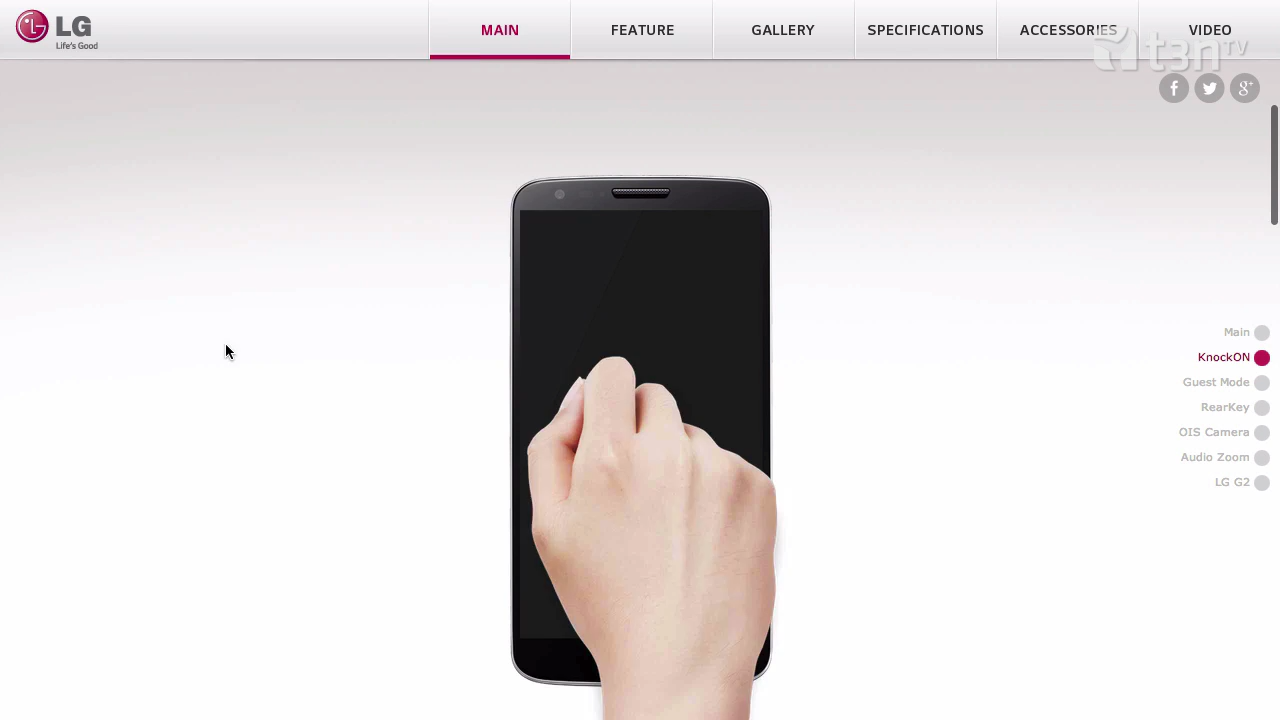 LG
Life's Good
MAIN
FEATURE
GALLERY
SPECIFICATIONS
ACCESSORIES
VIDEO
t3n TV
f
g+
Main
KnockON
Guest Mode
RearKey
OIS Camera
Audio Zoom
LG G2